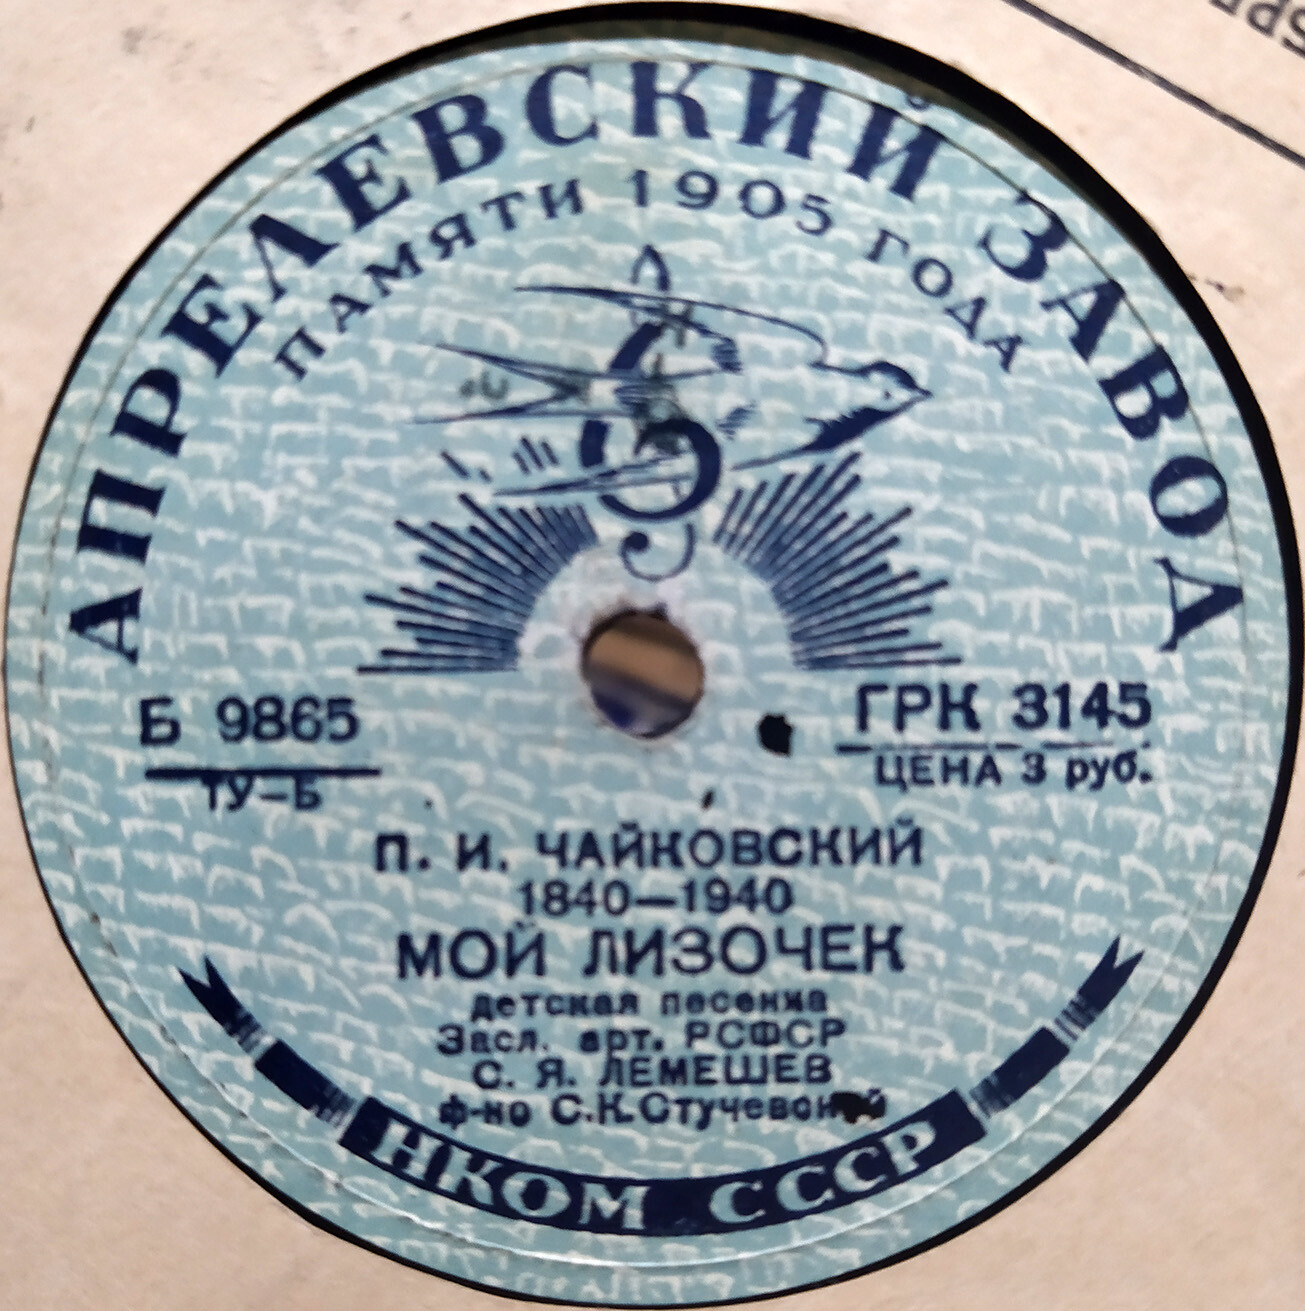 АПРЕЛЕВСКИЙ ЗАВОД
ПАМЯТИ 1905 ГОДА
Б 9865
ТУ–Б
ГРК 3145
ЦЕНА 3 руб.
П. И. ЧАЙКОВСКИЙ
1840—1940
МОЙ ЛИЗОЧЕК
детская песенка
Засл. арт. РСФСР
С. Я. ЛЕМЕШЕВ
ф-но С.К.Стучевский
НКОМ СССР